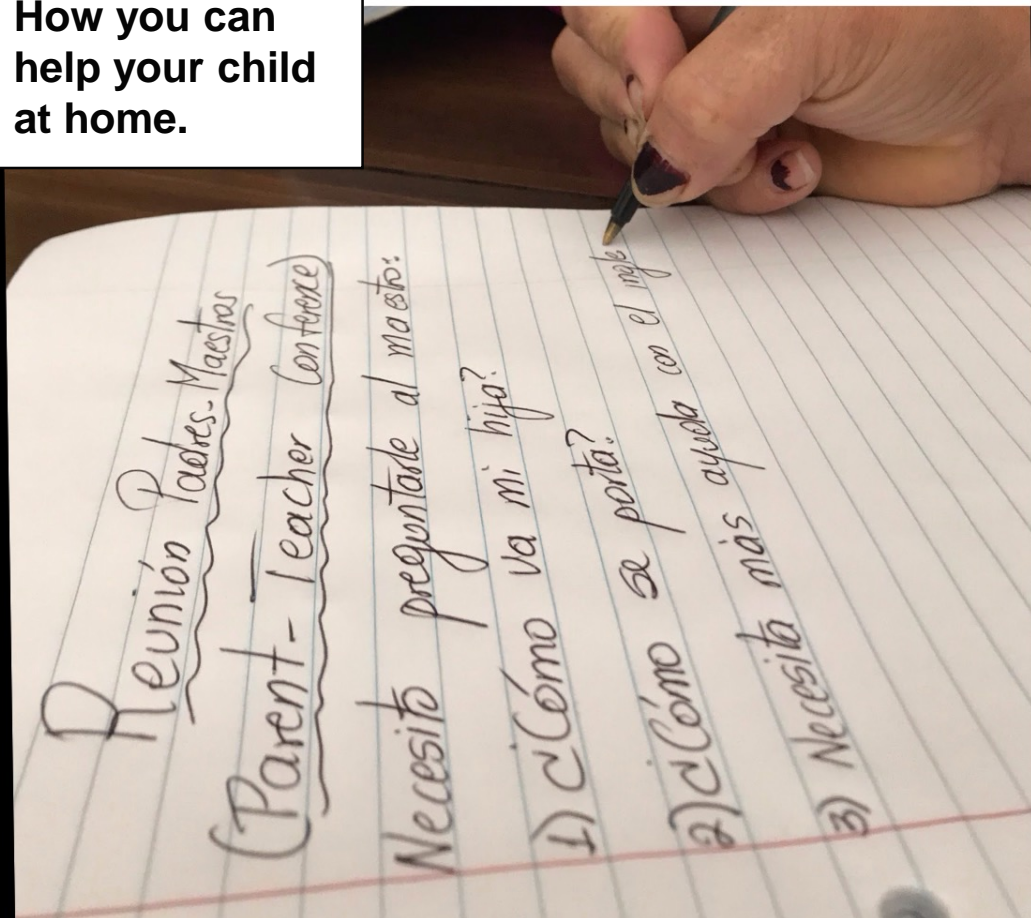 How you can
help your child
at home.
Reunión Padres-Maestros
(Parent-Teacher Conference)
Necesito preguntarle al maestro:
1) ¿Cómo va mi hija?
2) ¿Cómo se porta?
3) Necesita más ayuda con el ingle